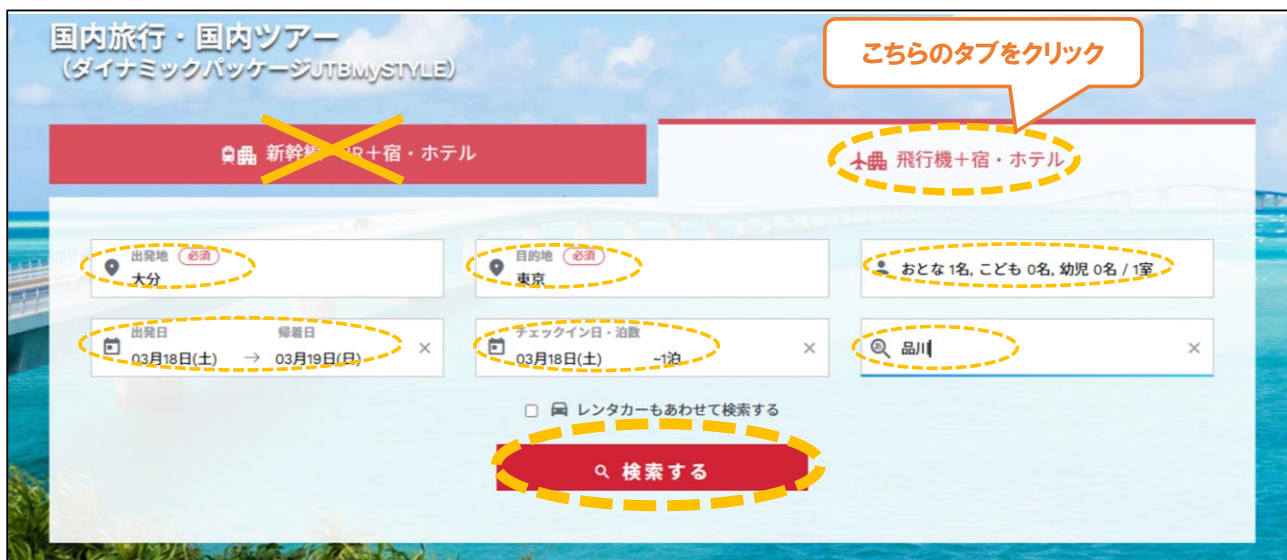 国内旅行・国内ツアー
(ダイナミックパッケージJTBMySTYLE)
こちらのタブをクリック
新幹線・JR+宿・ホテル
飛行機+宿・ホテル
出発地 必須
大分
目的地 必須
東京
おとな 1名, こども 0名, 幼児 0名 / 1室
出発日 帰着日
03月18日(土) → 03月19日(日) ×
チェックイン日・泊数
03月18日(土) ~1泊 ×
品川 ×
レンタカーもあわせて検索する
検索する